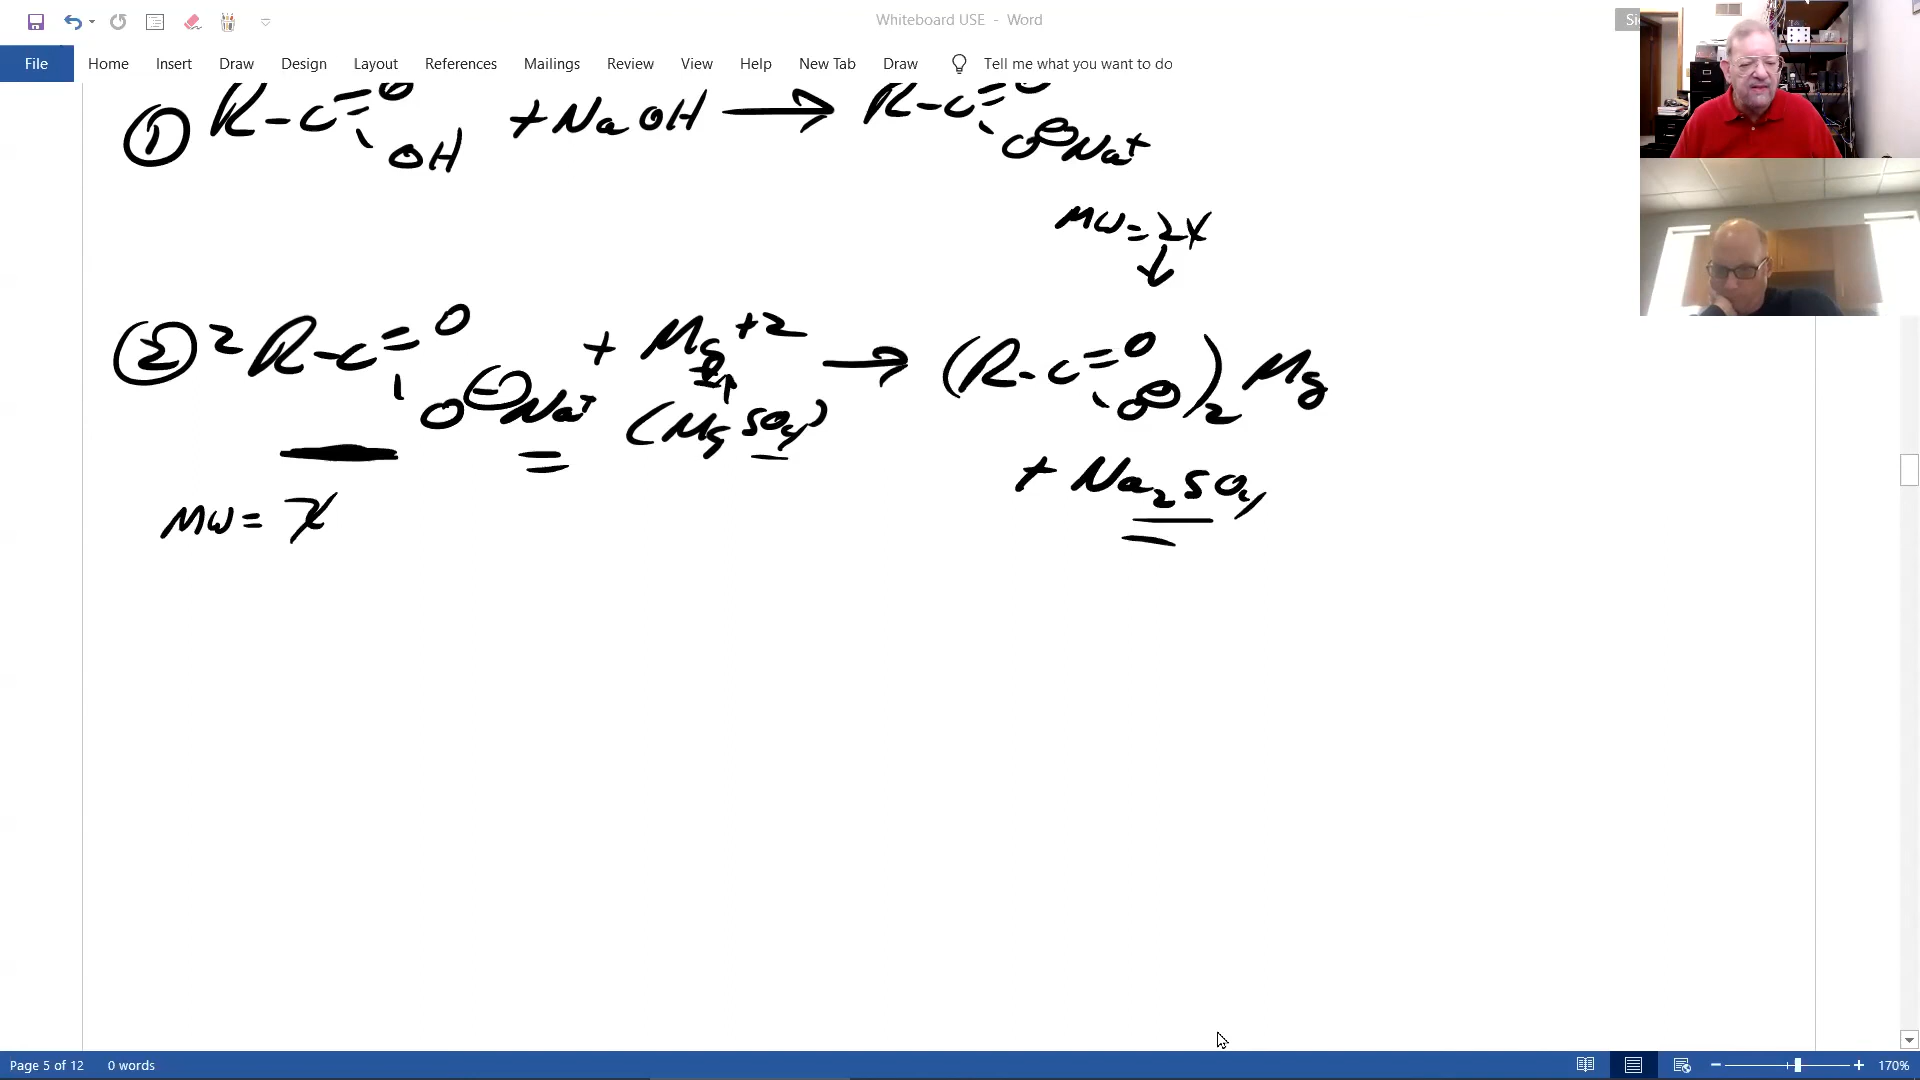 Whiteboard USE - Word
Si
File Home Insert Draw Design Layout References Mailings Review View Help New Tab Draw Tell me what you want to do
① R-C=O OH + NaOH → R-C=O O⊖Na+
MW=2X
↓
② 2 R-C=O O⊖Na+ + Mg+2 → (R-C=O O⊖)2 Mg
(MgSO4)
+ Na2SO4
MW= X
Page 5 of 12 0 words 170%